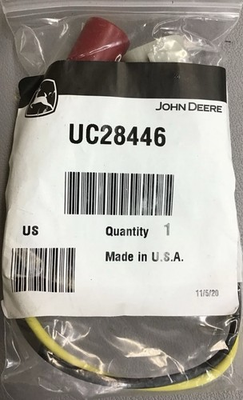 JOHN DEERE
UC28446
US Quantity 1
Made in U.S.A.
11/5/20